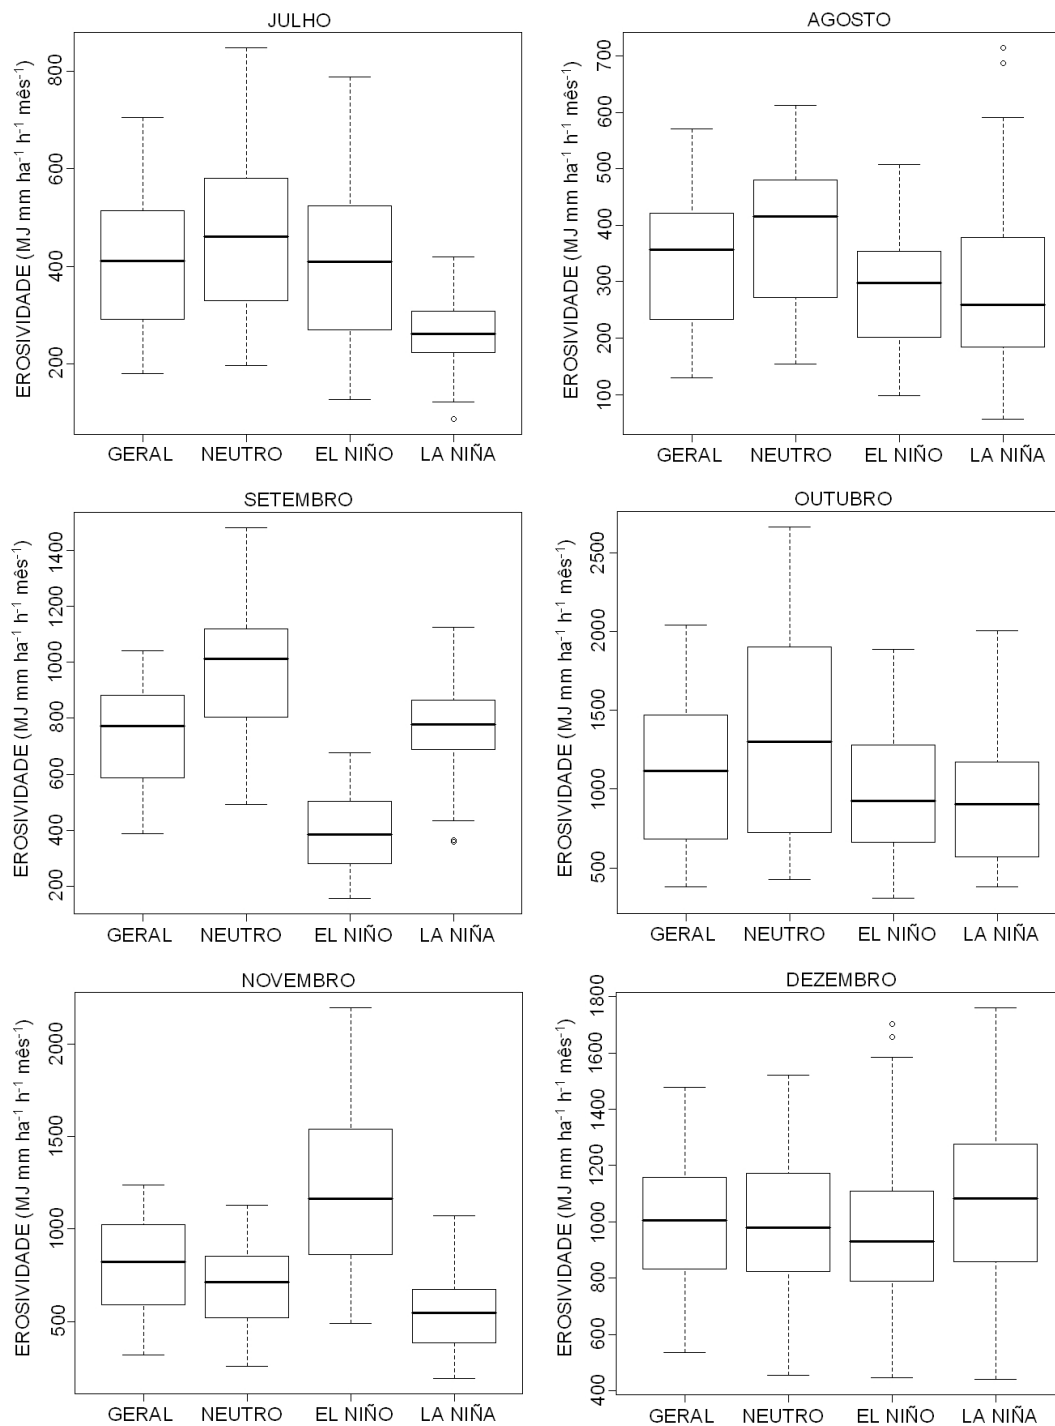 JULHO
EROSIVIDADE (MJ mm ha⁻¹ h⁻¹ mês⁻¹)
800
600
400
200
GERAL NEUTRO EL NIÑO LA NIÑA
AGOSTO
EROSIVIDADE (MJ mm ha⁻¹ h⁻¹ mês⁻¹)
700
600
500
400
300
200
100
GERAL NEUTRO EL NIÑO LA NIÑA
SETEMBRO
EROSIVIDADE (MJ mm ha⁻¹ h⁻¹ mês⁻¹)
1400
1200
1000
800
600
400
200
GERAL NEUTRO EL NIÑO LA NIÑA
OUTUBRO
EROSIVIDADE (MJ mm ha⁻¹ h⁻¹ mês⁻¹)
2500
2000
1500
1000
500
GERAL NEUTRO EL NIÑO LA NIÑA
NOVEMBRO
EROSIVIDADE (MJ mm ha⁻¹ h⁻¹ mês⁻¹)
2000
1500
1000
500
GERAL NEUTRO EL NIÑO LA NIÑA
DEZEMBRO
EROSIVIDADE (MJ mm ha⁻¹ h⁻¹ mês⁻¹)
1800
1600
1400
1200
1000
800
600
400
GERAL NEUTRO EL NIÑO LA NIÑA